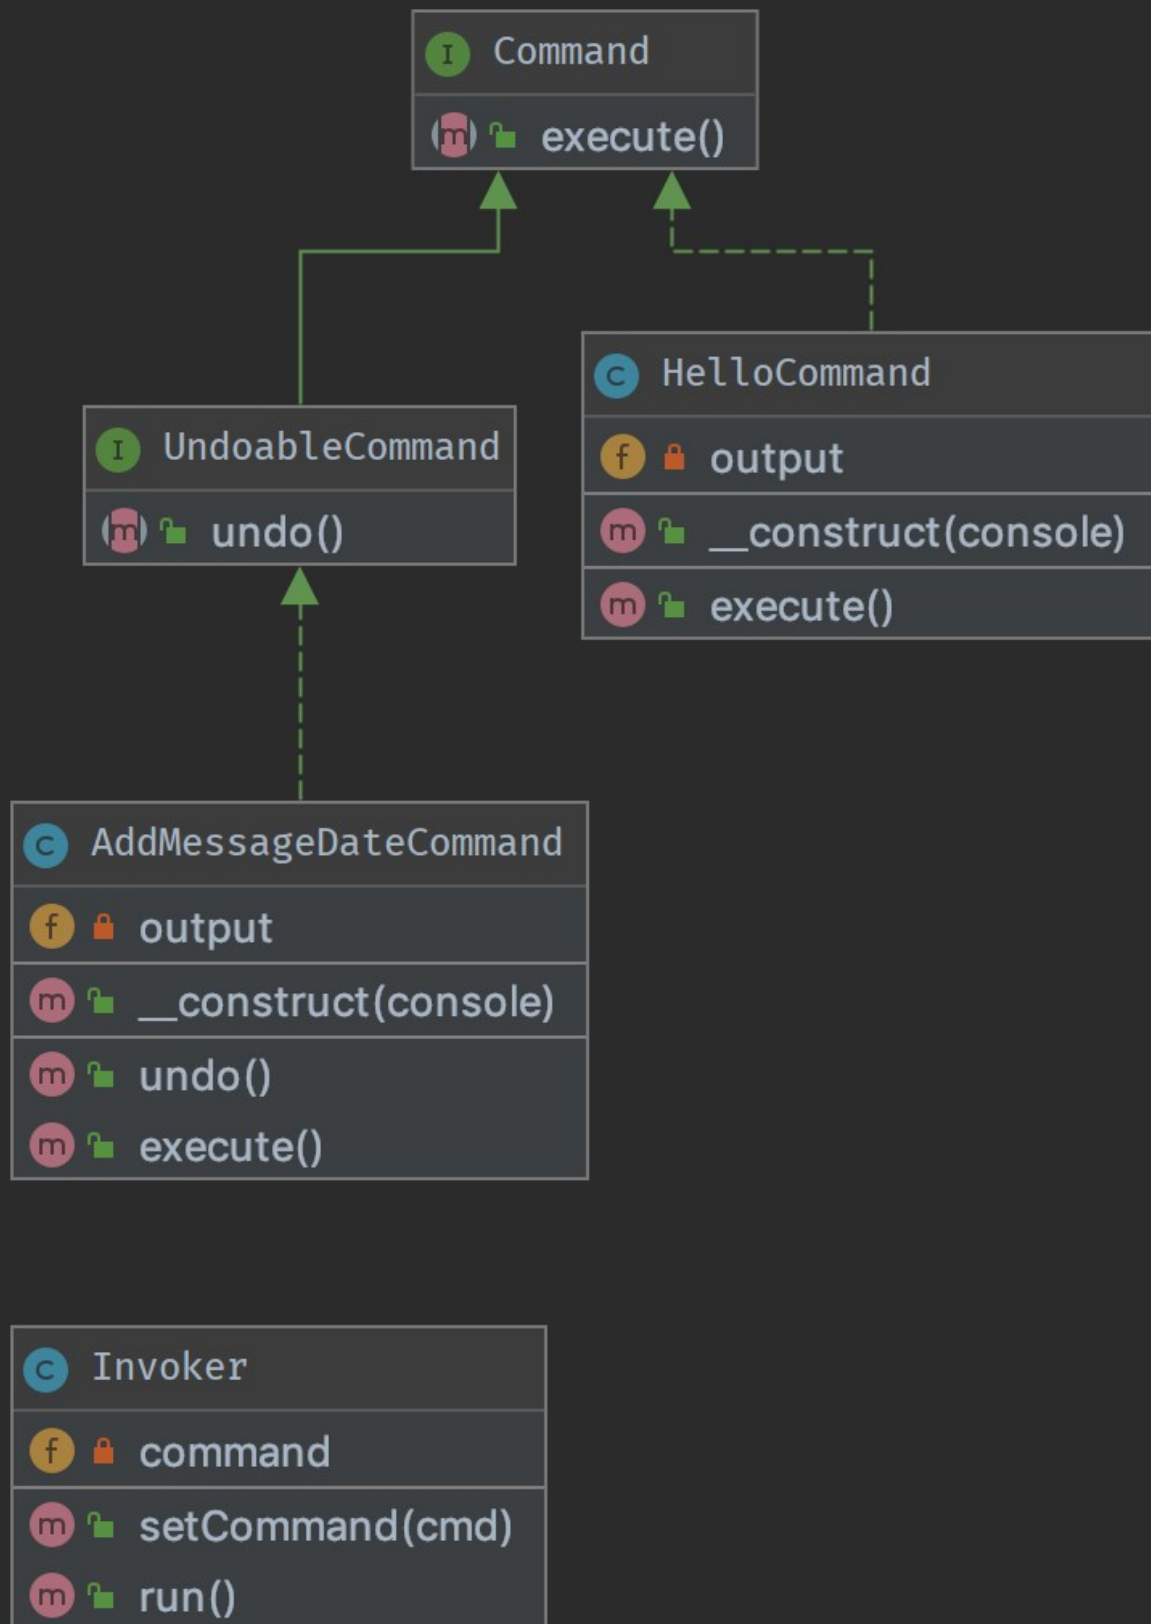 I Command
m execute()
I UndoableCommand
m undo()
C HelloCommand
f output
m __construct(console)
m execute()
C AddMessageDateCommand
f output
m __construct(console)
m undo()
m execute()
C Invoker
f command
m setCommand(cmd)
m run()